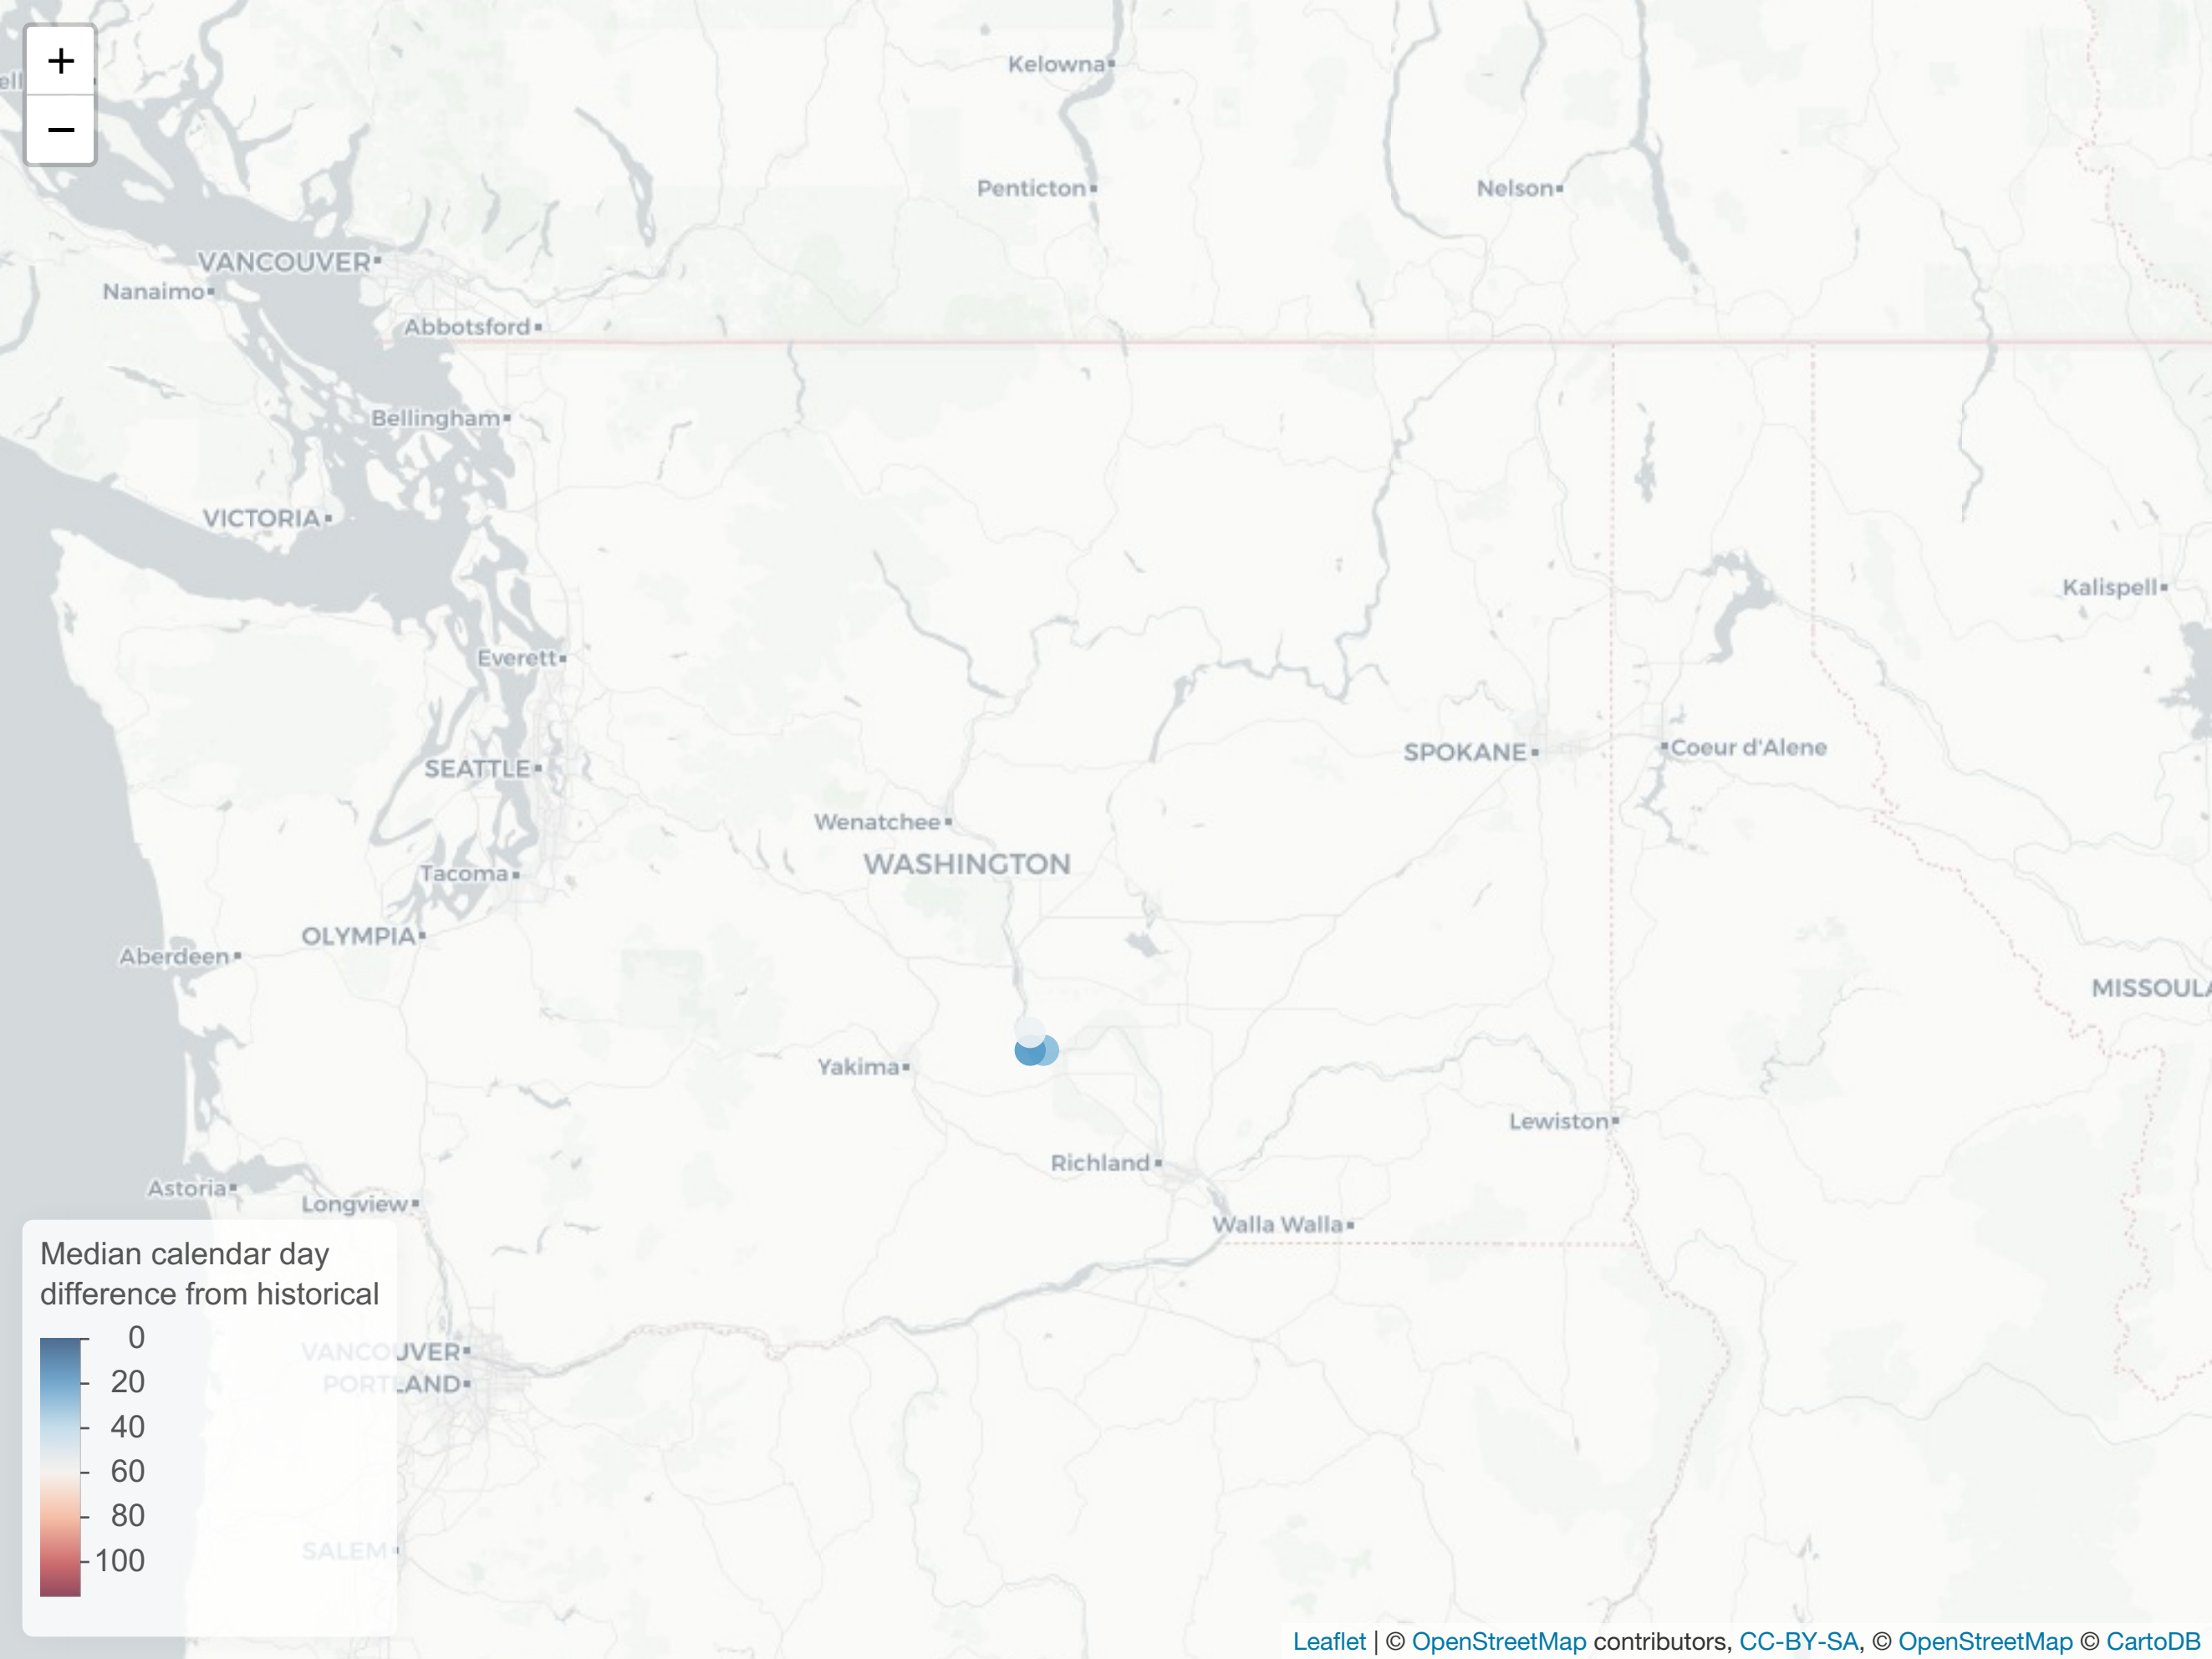 +
−
ell
Kelowna
Penticton
Nelson
VANCOUVER
Nanaimo
Abbotsford
Bellingham
VICTORIA
Kalispell
Everett
SPOKANE
Coeur d'Alene
SEATTLE
Wenatchee
WASHINGTON
Tacoma
OLYMPIA
Aberdeen
MISSOULA
Yakima
Lewiston
Richland
Astoria
Longview
Walla Walla
Median calendar day
difference from historical
0
20
40
60
80
100
VANCOUVER
PORTLAND
SALEM
Leaflet | © OpenStreetMap contributors, CC-BY-SA, © OpenStreetMap © CartoDB